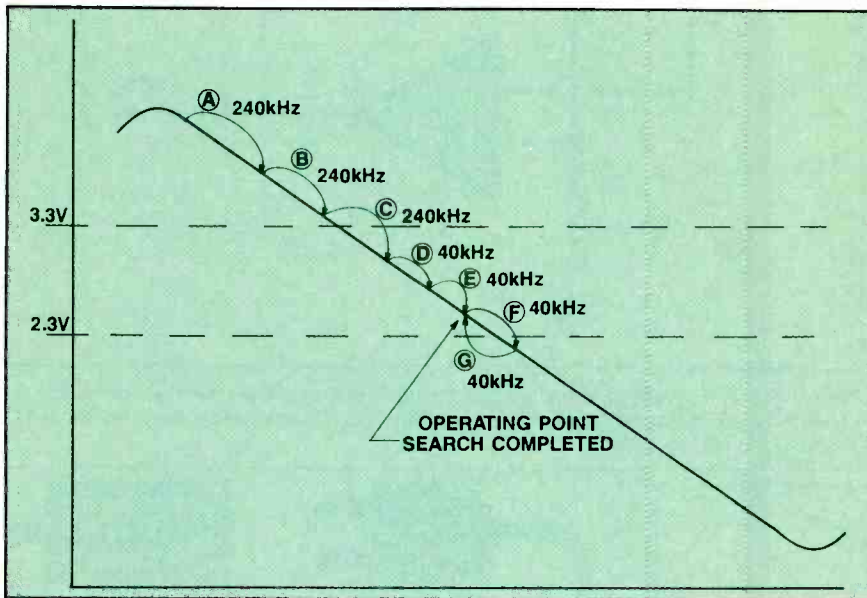 A 240kHz
B 240kHz
3.3V
C 240kHz
D 40kHz
E 40kHz
F 40kHz
2.3V
G 40kHz
OPERATING POINT
SEARCH COMPLETED